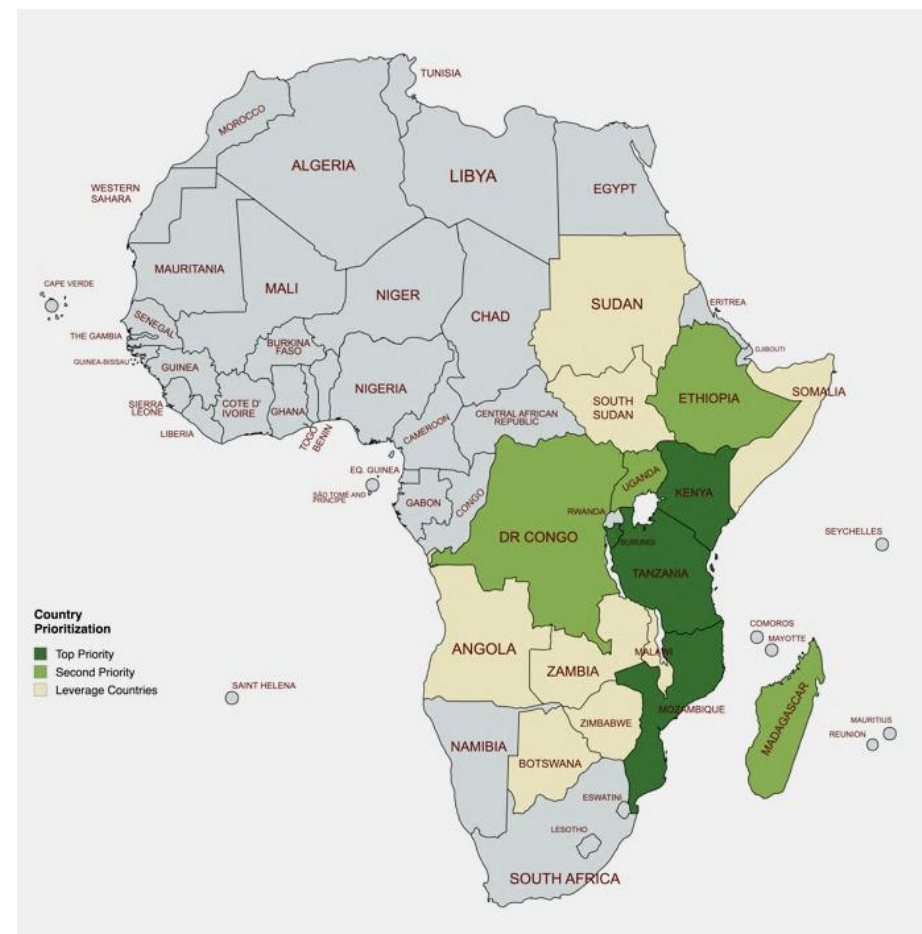 TUNISIA
MOROCCO
ALGERIA
LIBYA
EGYPT
WESTERN
SAHARA
MAURITANIA
MALI
NIGER
CHAD
SUDAN
ERITREA
CAPE VERDE
SENEGAL
THE GAMBIA
GUINEA-BISSAU
GUINEA
BURKINA
FASO
DJIBOUTI
SIERRA
LEONE
LIBERIA
COTE D'
IVOIRE
GHANA
TOGO
BENIN
NIGERIA
CAMEROON
CENTRAL AFRICAN
REPUBLIC
SOUTH
SUDAN
ETHIOPIA
SOMALIA
EQ. GUINEA
SÃO TOMÉ AND
PRINCIPE
GABON
CONGO
DR CONGO
UGANDA
KENYA
RWANDA
BURUNDI
TANZANIA
SEYCHELLES
Country
Prioritization
Top Priority
Second Priority
Leverage Countries
COMOROS
MAYOTTE
ANGOLA
ZAMBIA
MALAWI
SAINT HELENA
MOZAMBIQUE
MADAGASCAR
MAURITIUS
REUNION
ZIMBABWE
NAMIBIA
BOTSWANA
ESWATINI
LESOTHO
SOUTH AFRICA